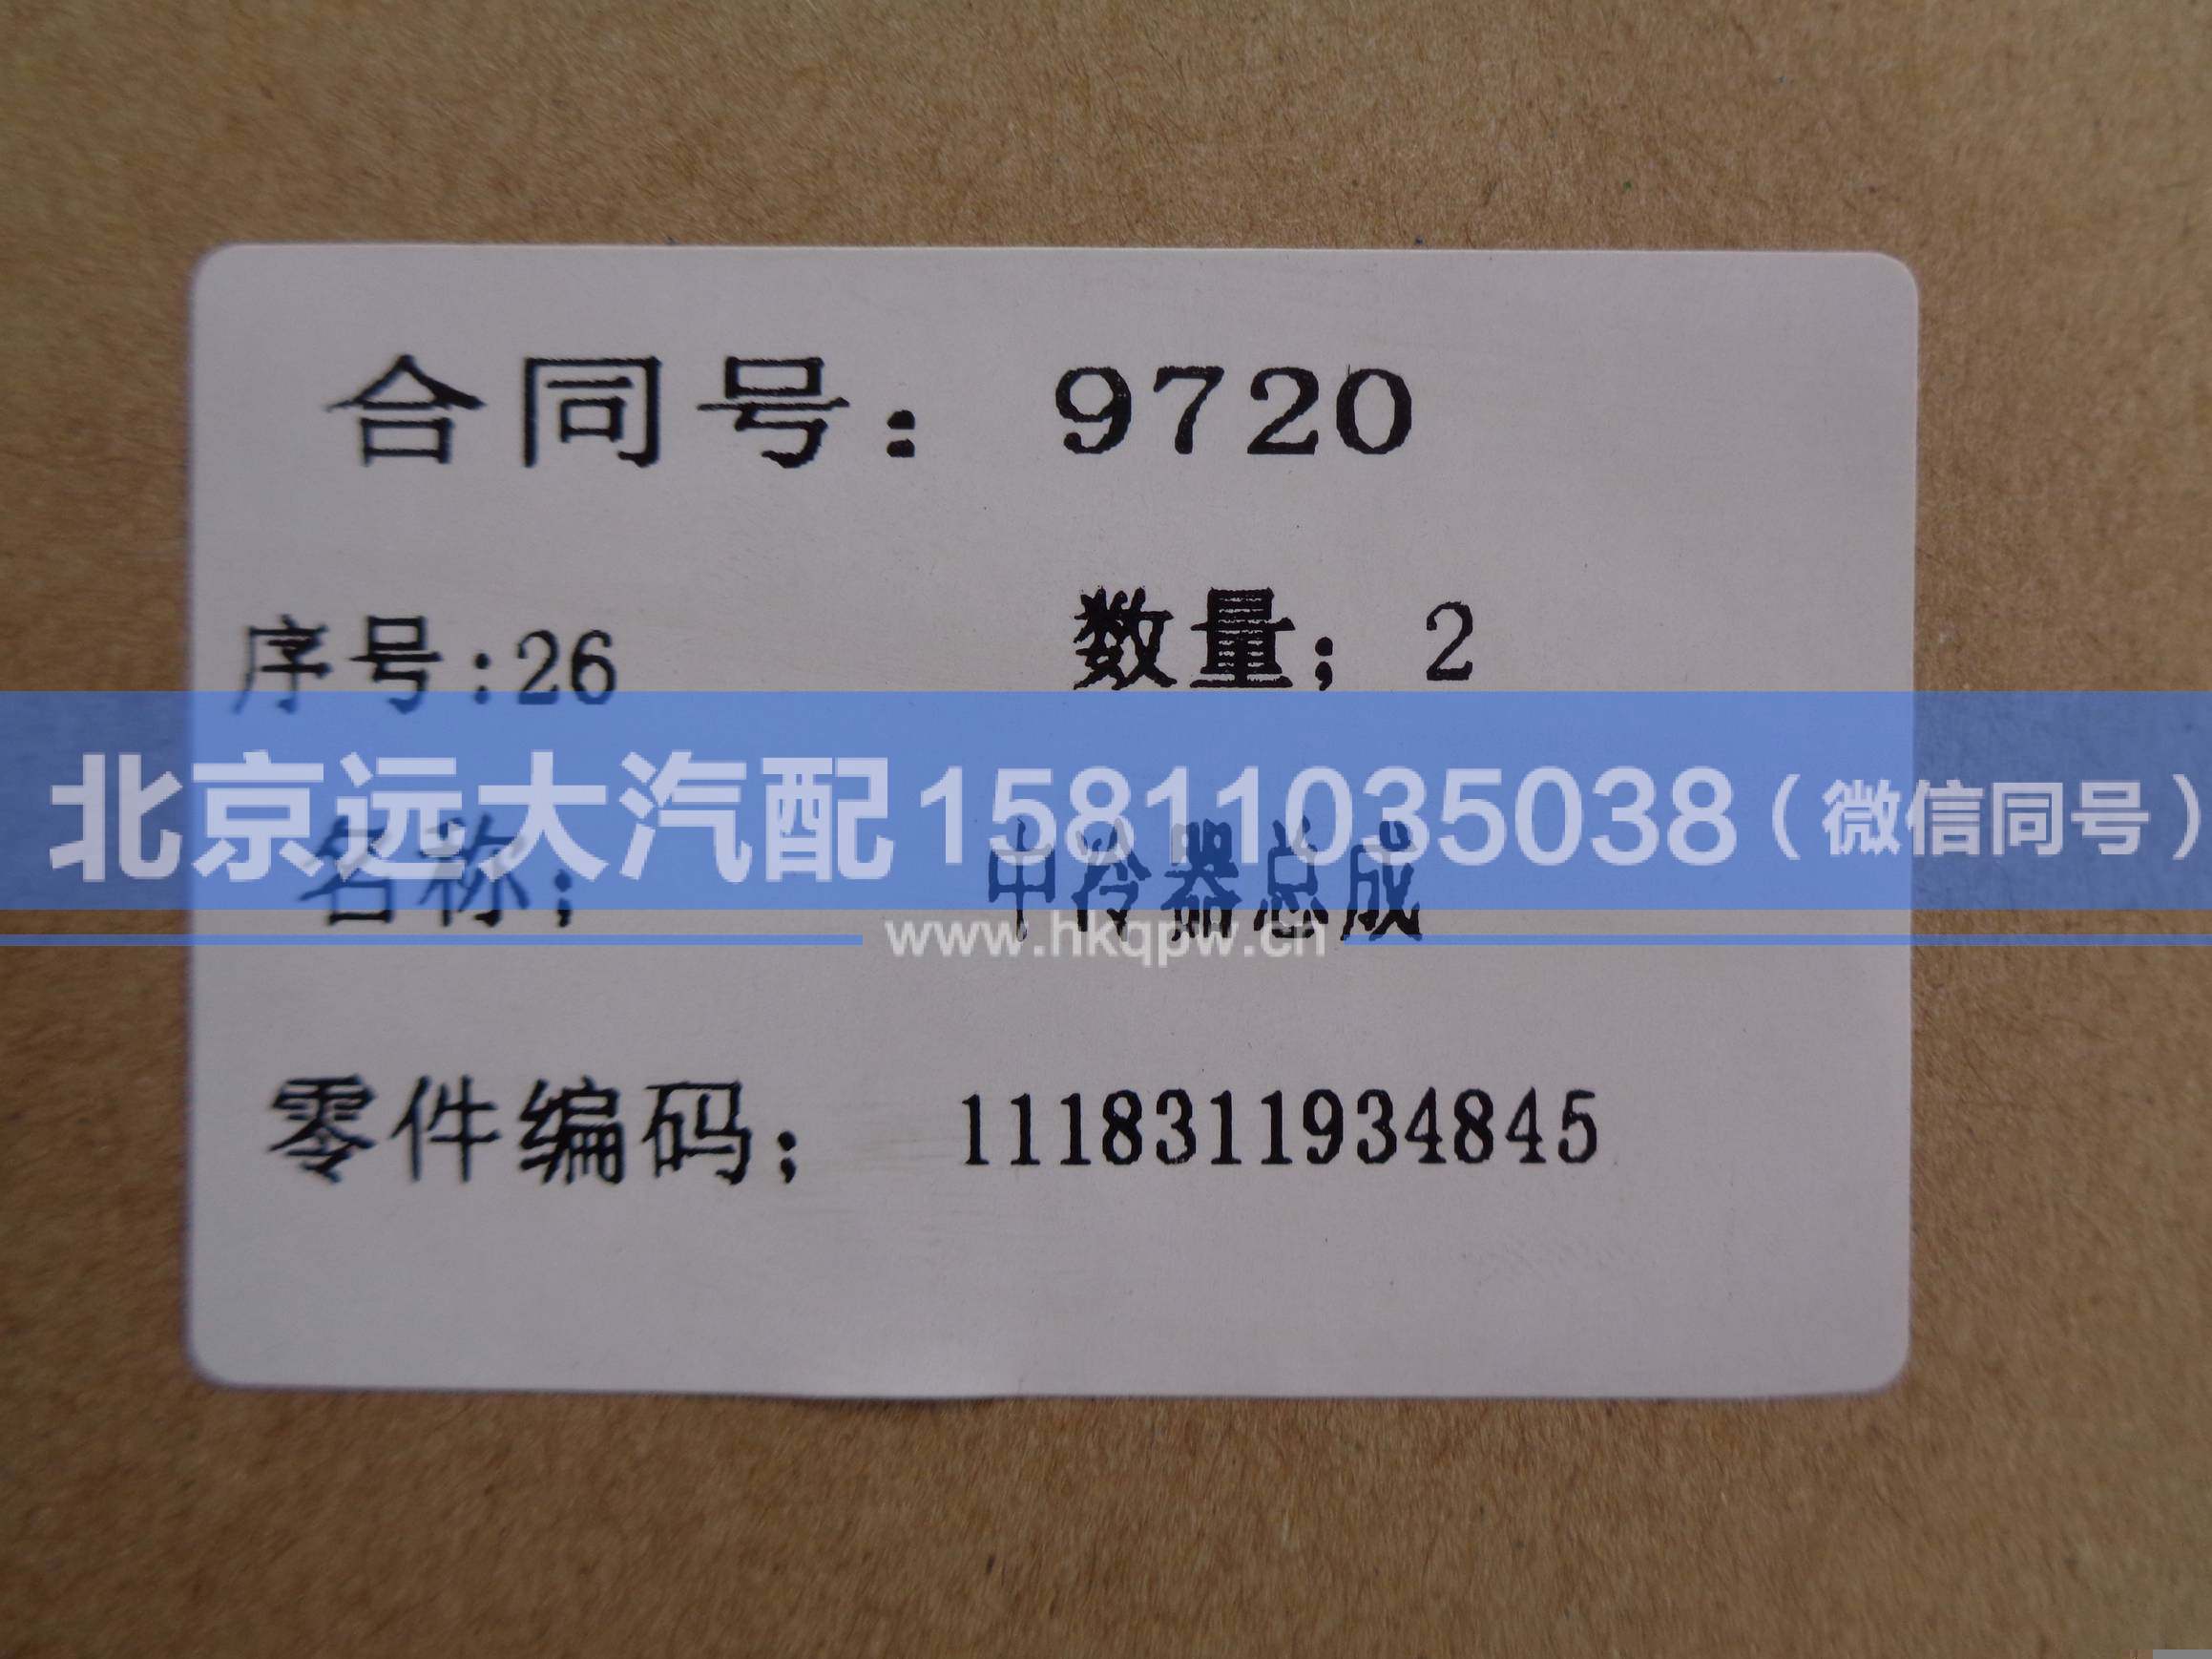 合同号：9720
序号:26 数量；2
北京远大汽配15811035038（微信同号）
名称；中冷器总成
www.hkqpw.cn
零件编码；1118311934845